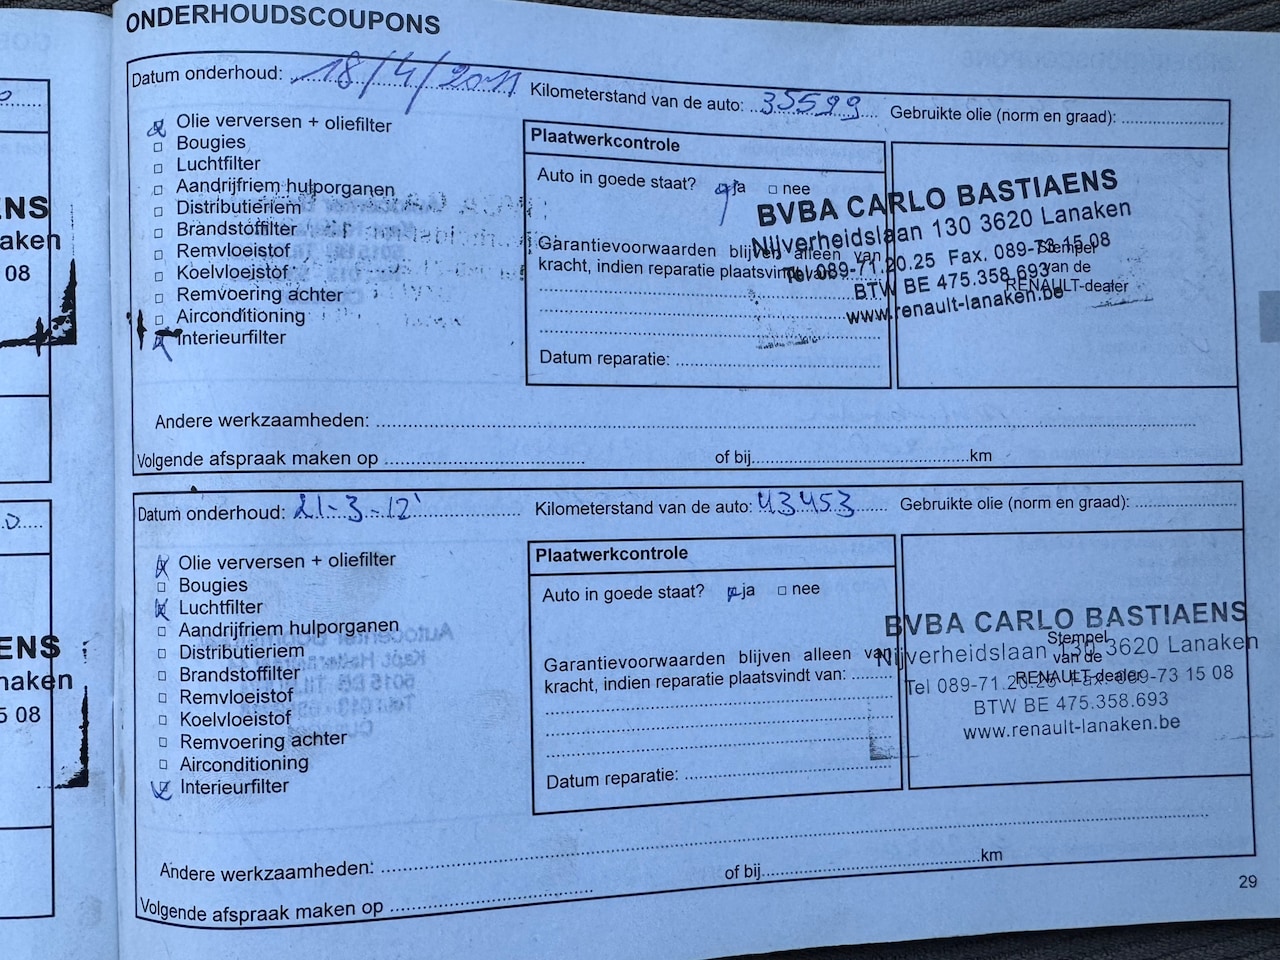 ONDERHOUDSCOUPONS
Datum onderhoud: 18/4/2011 Kilometerstand van de auto: 35599 Gebruikte olie (norm en graad):
Olie verversen + oliefilter
Bougies
Luchtfilter
Aandrijfriem hulporganen
Distributieriem
Brandstoffilter
Remvloeistof
Koelvloeistof
Remvoering achter
Airconditioning
Interieurfilter
Plaatwerkcontrole
Auto in goede staat? ja nee
Garantievoorwaarden blijven alleen van
kracht, indien reparatie plaatsvindt van:
Datum reparatie:
BVBA CARLO BASTIAENS
Nijverheidslaan 130 3620 Lanaken
Tel 089-71.20.25 Fax. 089-73 15 08
BTW BE 475.358.693
www.renault-lanaken.be
Stempel
van de
RENAULT-dealer
Andere werkzaamheden:
Volgende afspraak maken op of bij km
Datum onderhoud: 21-3-12 Kilometerstand van de auto: 43453 Gebruikte olie (norm en graad):
Olie verversen + oliefilter
Bougies
Luchtfilter
Aandrijfriem hulporganen
Distributieriem
Brandstoffilter
Remvloeistof
Koelvloeistof
Remvoering achter
Airconditioning
Interieurfilter
Plaatwerkcontrole
Auto in goede staat? ja nee
Garantievoorwaarden blijven alleen van
kracht, indien reparatie plaatsvindt van:
Datum reparatie:
BVBA CARLO BASTIAENS
Nijverheidslaan 130 3620 Lanaken
Tel 089-71.20.25 Fax. 089-73 15 08
BTW BE 475.358.693
www.renault-lanaken.be
Stempel
van de
RENAULT-dealer
Andere werkzaamheden:
Volgende afspraak maken op of bij km
29
ENS
aken
08
ENS
naken
5 08